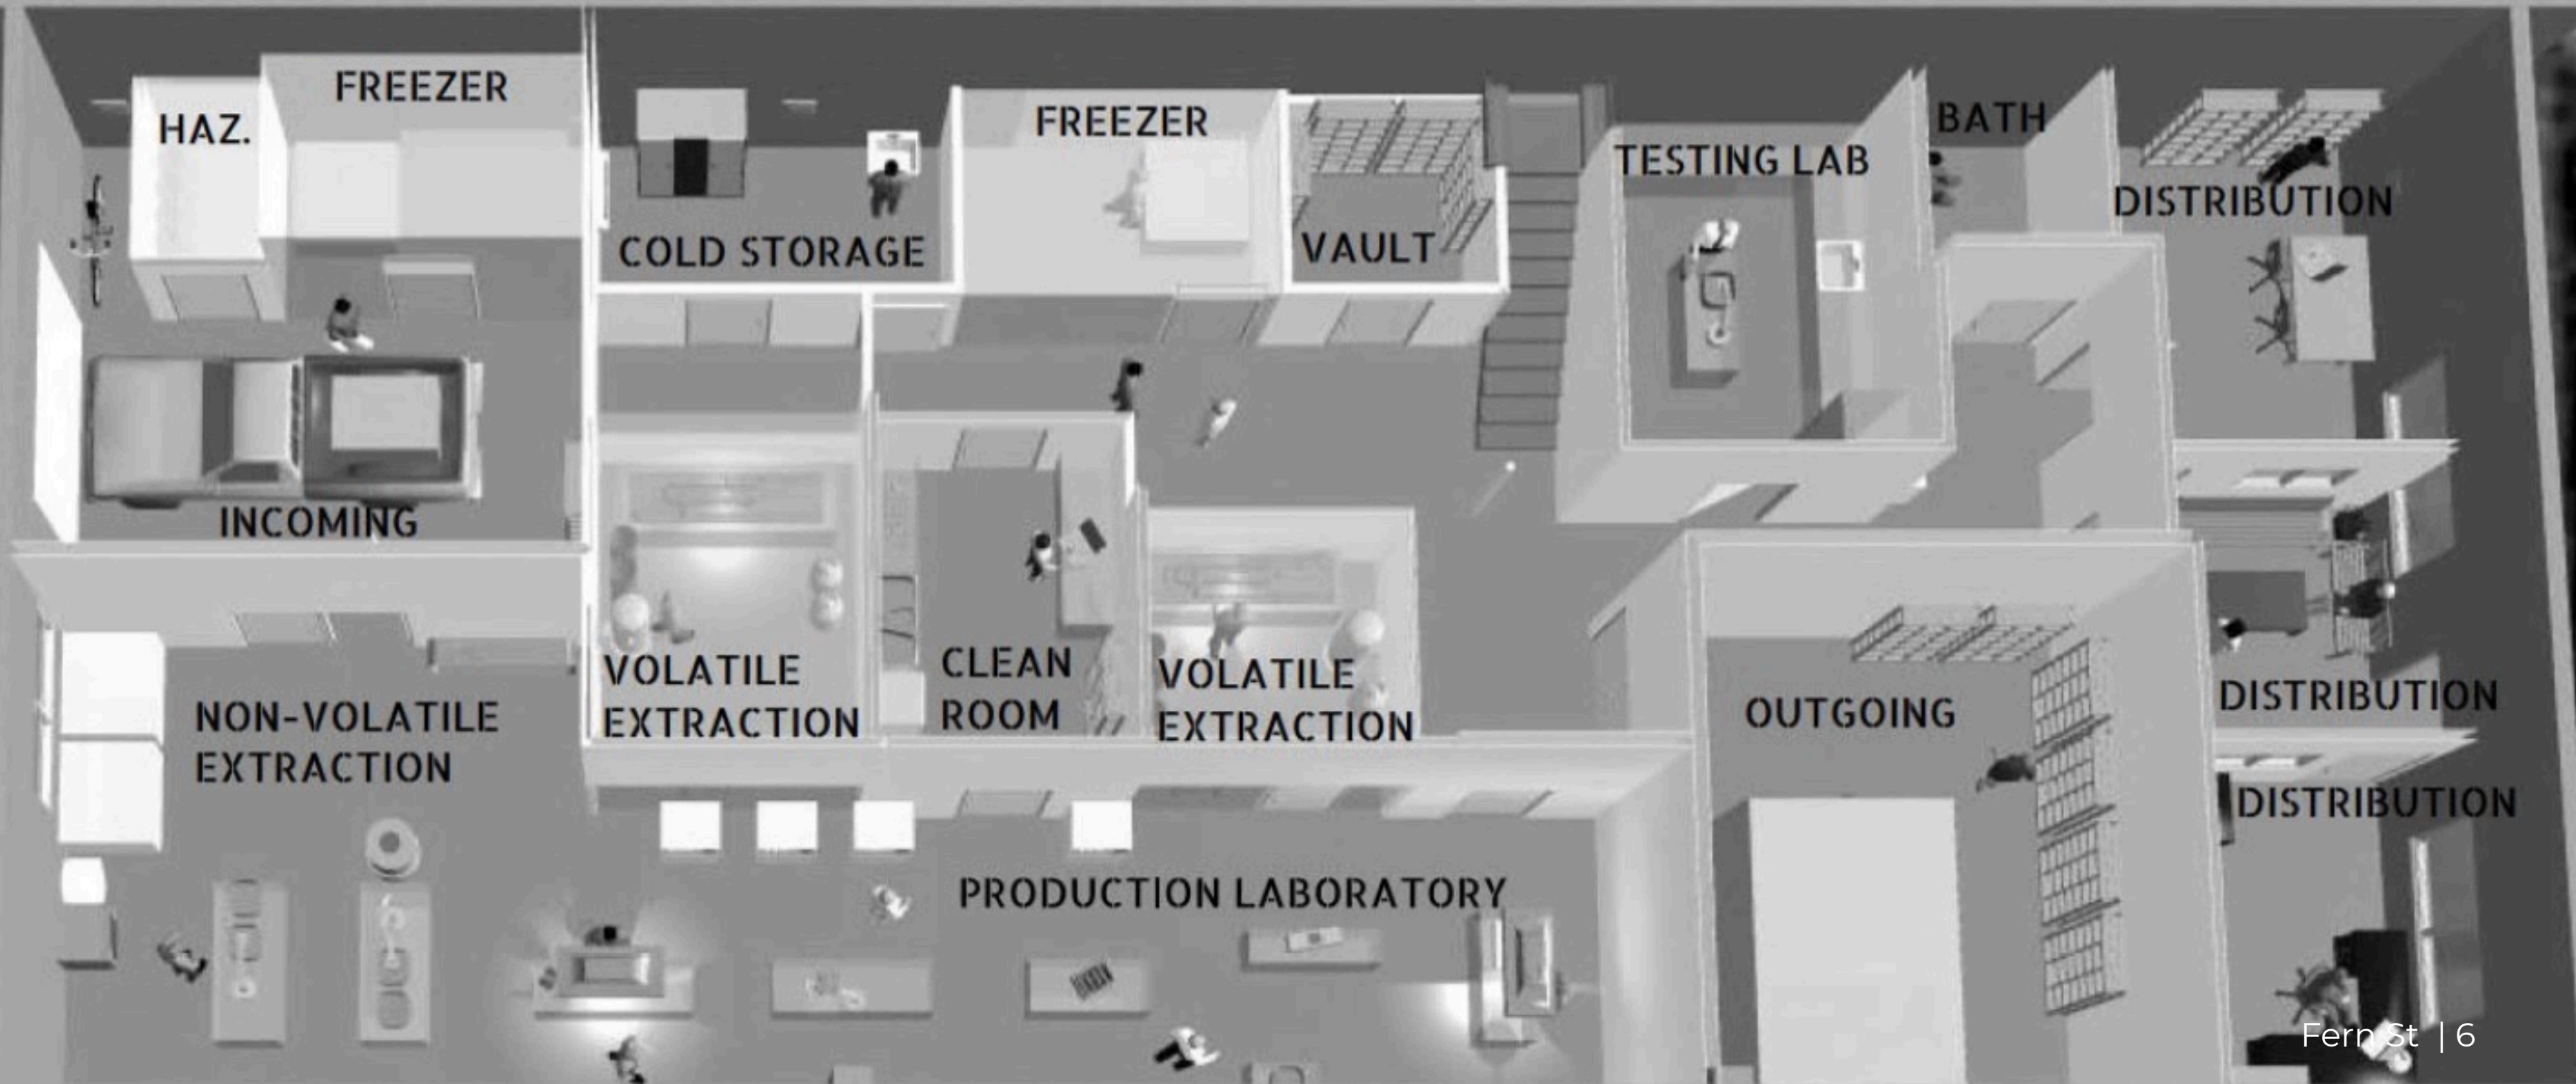 HAZ.
FREEZER
COLD STORAGE
FREEZER
VAULT
TESTING LAB
BATH
DISTRIBUTION
INCOMING
NON-VOLATILE
EXTRACTION
VOLATILE
EXTRACTION
CLEAN
ROOM
VOLATILE
EXTRACTION
OUTGOING
DISTRIBUTION
DISTRIBUTION
PRODUCTION LABORATORY
Fern St | 6